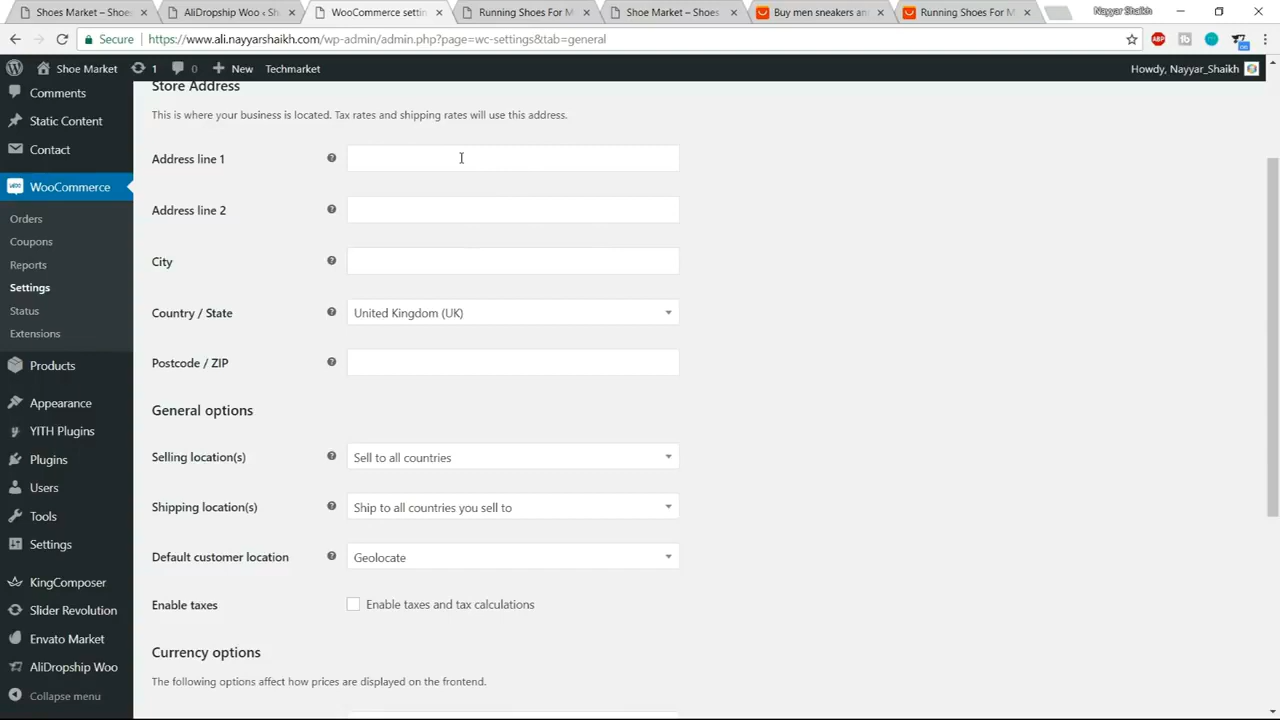 Shoes Market – Shoes
AliDropship Woo ‹ Sh
WooCommerce settin
Running Shoes For M
Shoe Market – Shoes
Buy men sneakers an
Running Shoes For M
Nayyar Shaikh
Secure
https://www.ali.nayyarshaikh.com/wp-admin/admin.php?page=wc-settings&tab=general
ABP
Shoe Market
1
0
New
Techmarket
Howdy, Nayyar_Shaikh
Comments
Static Content
Contact
WooCommerce
Orders
Coupons
Reports
Settings
Status
Extensions
Products
Appearance
YITH Plugins
Plugins
Users
Tools
Settings
KingComposer
Slider Revolution
Envato Market
AliDropship Woo
Collapse menu
Store Address
This is where your business is located. Tax rates and shipping rates will use this address.
Address line 1
Address line 2
City
Country / State
United Kingdom (UK)
Postcode / ZIP
General options
Selling location(s)
Sell to all countries
Shipping location(s)
Ship to all countries you sell to
Default customer location
Geolocate
Enable taxes
Enable taxes and tax calculations
Currency options
The following options affect how prices are displayed on the frontend.